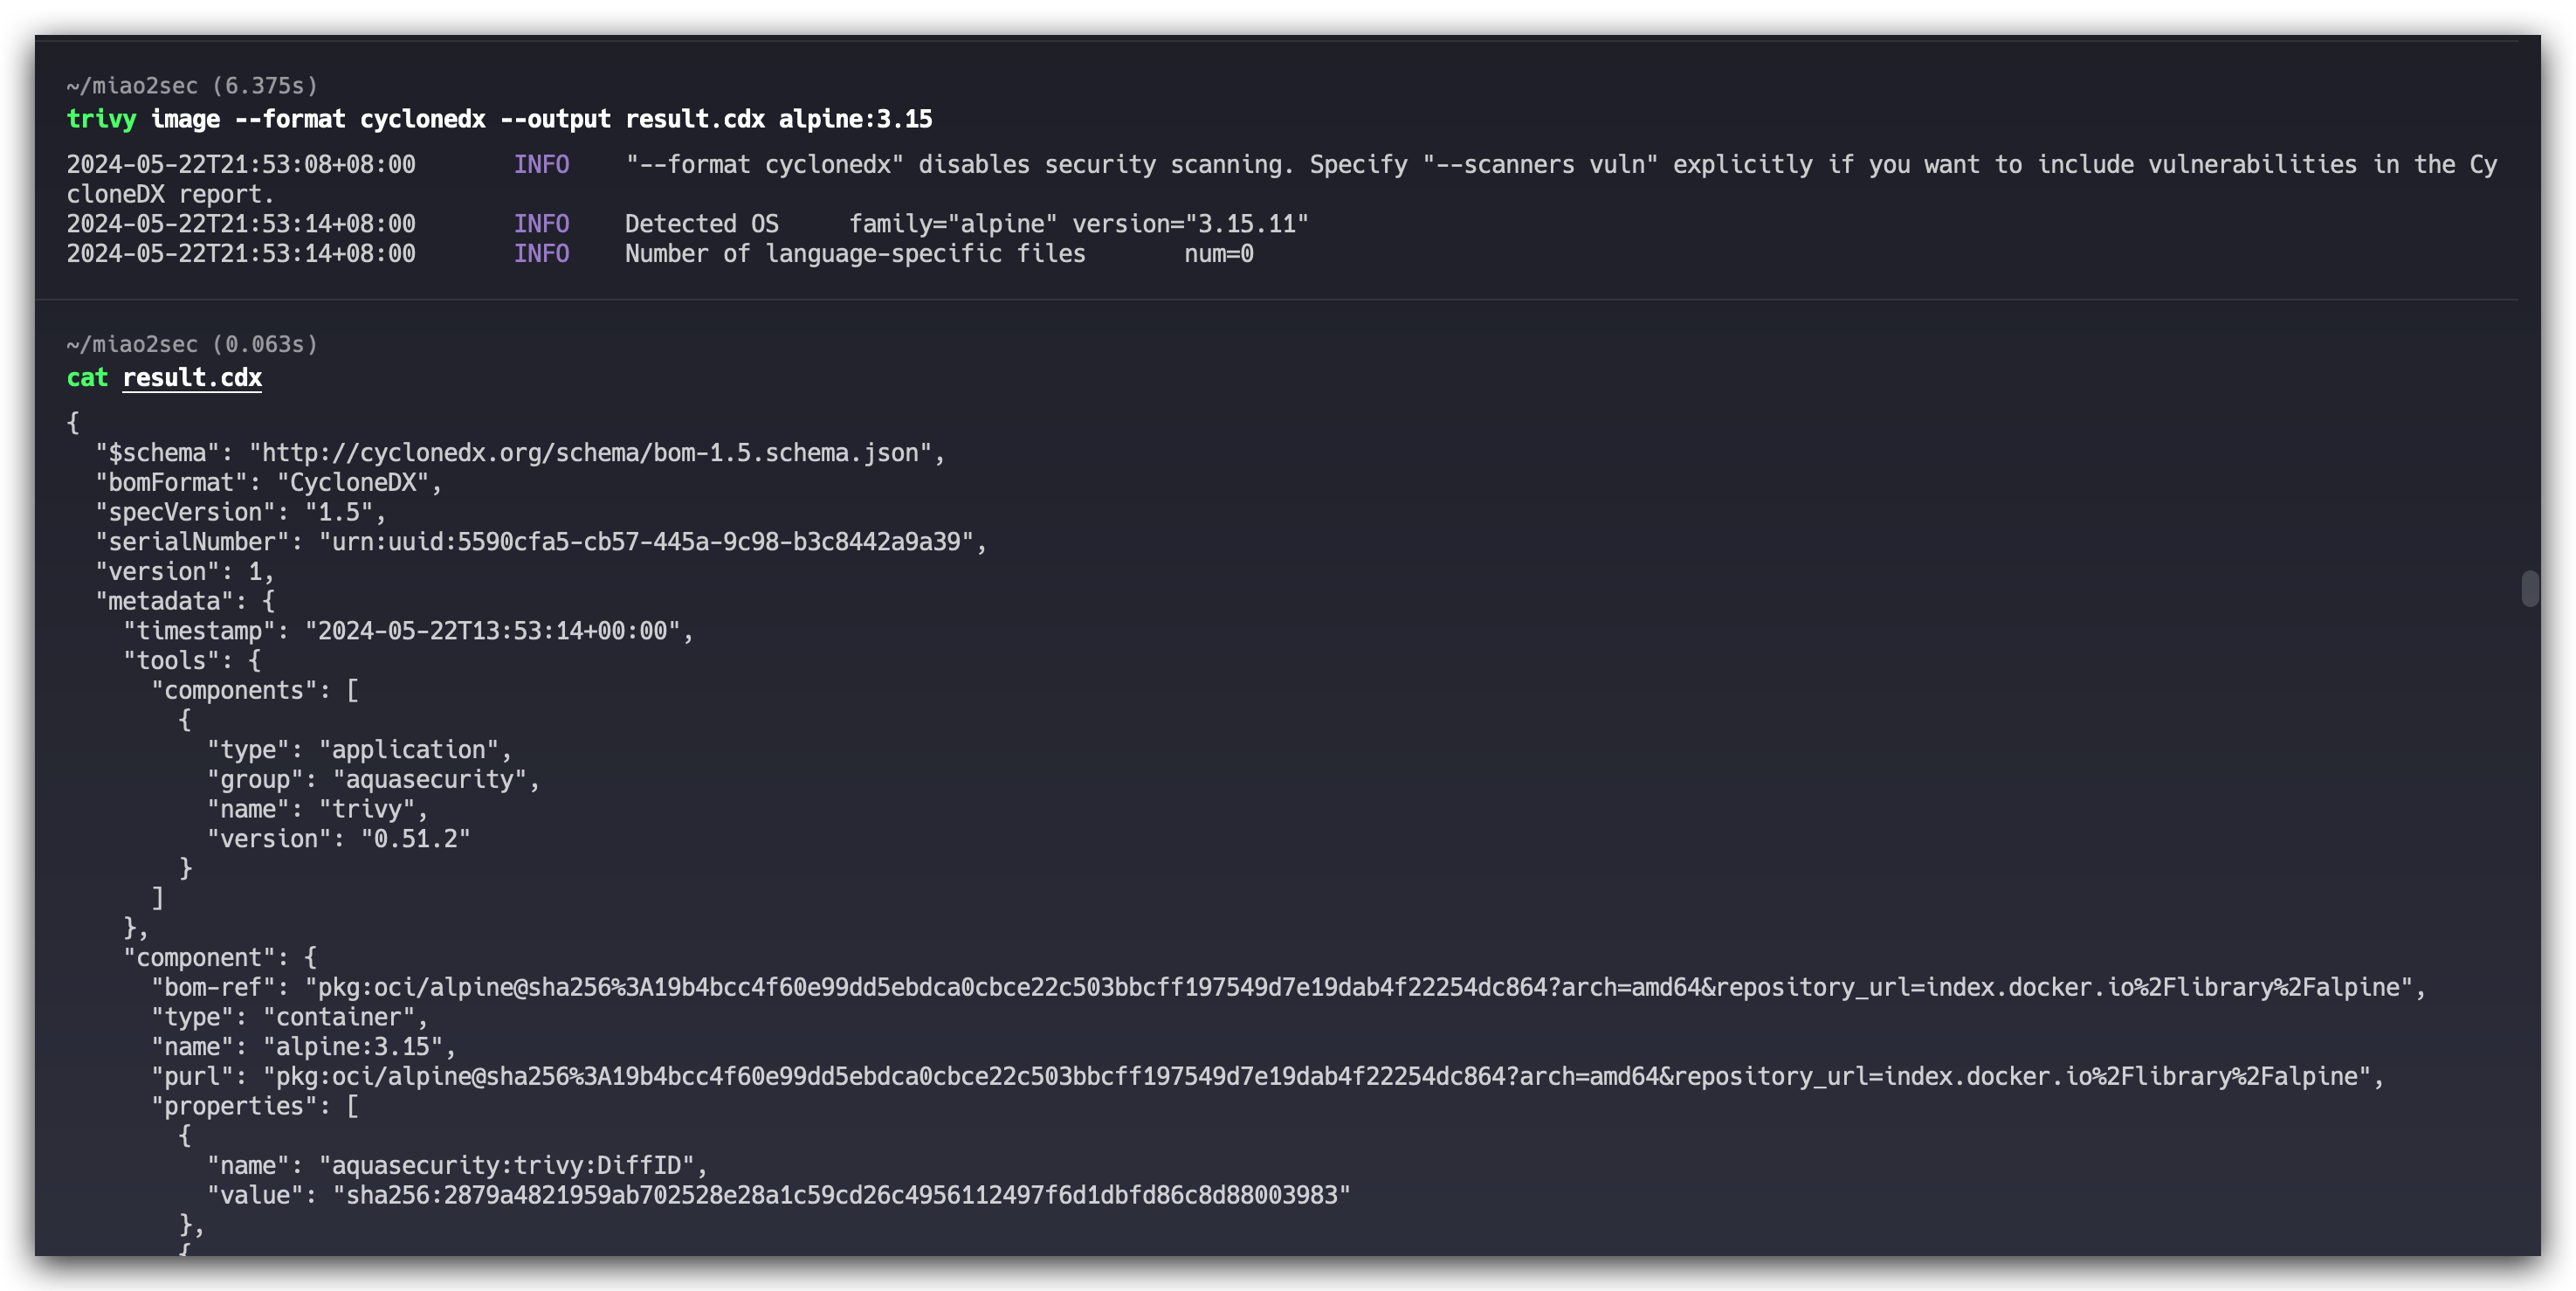 ~/miao2sec (6.375s)
trivy image --format cyclonedx --output result.cdx alpine:3.15
2024-05-22T21:53:08+08:00 INFO "--format cyclonedx" disables security scanning. Specify "--scanners vuln" explicitly if you want to include vulnerabilities in the Cy
cloneDX report.
2024-05-22T21:53:14+08:00 INFO Detected OS family="alpine" version="3.15.11"
2024-05-22T21:53:14+08:00 INFO Number of language-specific files num=0
~/miao2sec (0.063s)
cat result.cdx
{
  "$schema": "http://cyclonedx.org/schema/bom-1.5.schema.json",
  "bomFormat": "CycloneDX",
  "specVersion": "1.5",
  "serialNumber": "urn:uuid:5590cfa5-cb57-445a-9c98-b3c8442a9a39",
  "version": 1,
  "metadata": {
    "timestamp": "2024-05-22T13:53:14+00:00",
    "tools": {
      "components": [
        {
          "type": "application",
          "group": "aquasecurity",
          "name": "trivy",
          "version": "0.51.2"
        }
      ]
    },
    "component": {
      "bom-ref": "pkg:oci/alpine@sha256%3A19b4bcc4f60e99dd5ebdca0cbce22c503bbcff197549d7e19dab4f22254dc864?arch=amd64&repository_url=index.docker.io%2Flibrary%2Falpine",
      "type": "container",
      "name": "alpine:3.15",
      "purl": "pkg:oci/alpine@sha256%3A19b4bcc4f60e99dd5ebdca0cbce22c503bbcff197549d7e19dab4f22254dc864?arch=amd64&repository_url=index.docker.io%2Flibrary%2Falpine",
      "properties": [
        {
          "name": "aquasecurity:trivy:DiffID",
          "value": "sha256:2879a4821959ab702528e28a1c59cd26c4956112497f6d1dbfd86c8d88003983"
        },
        {